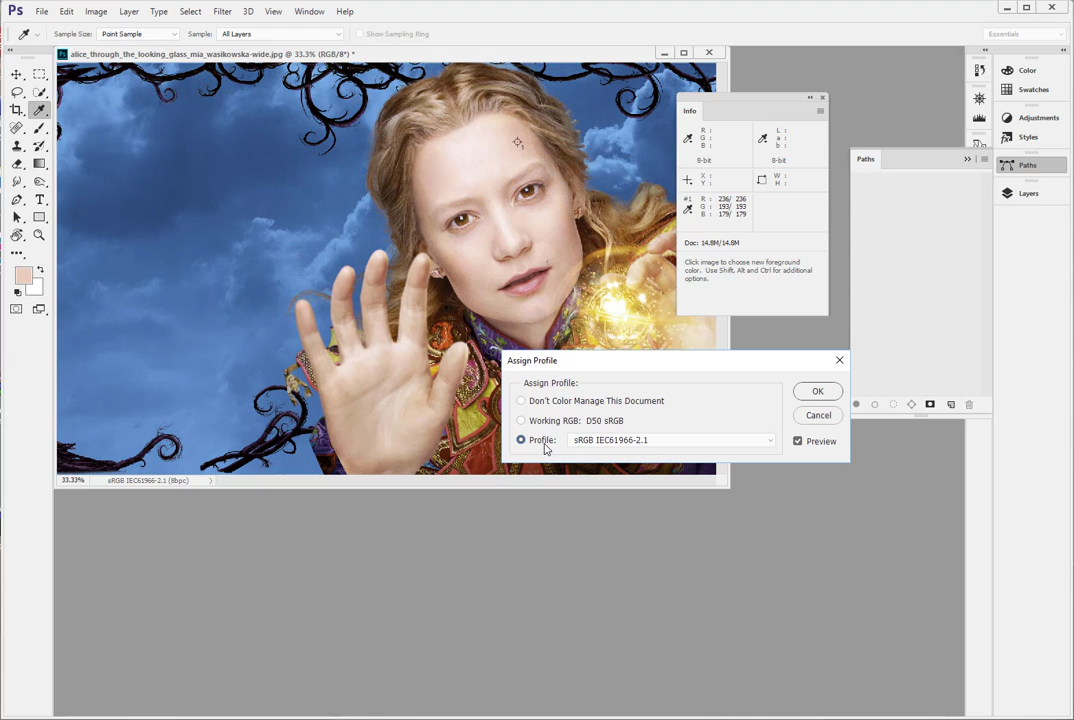 Ps File Edit Image Layer Type Select Filter 3D View Window Help
Sample Size: Point Sample Sample: All Layers Show Sampling Ring Essentials
alice_through_the_looking_glass_mia_wasikowska-wide.jpg @ 33.3% (RGB/8*) *
Info
R :
G :
B :
L :
a :
b :
8-bit 8-bit
X :
Y :
W :
H :
#1 R : 236/ 236
G : 193/ 193
B : 179/ 179
Doc: 14.8M/14.8M
Click image to choose new foreground
color. Use Shift, Alt and Ctrl for additional
options.
Paths
Color
Swatches
Adjustments
Styles
Paths
Layers
Assign Profile
Assign Profile:
Don't Color Manage This Document
Working RGB: D50 sRGB
Profile: sRGB IEC61966-2.1
OK
Cancel
Preview
33.33% sRGB IEC61966-2.1 (8bpc)